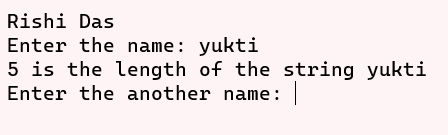 Rishi Das
Enter the name: yukti
5 is the length of the string yukti
Enter the another name: